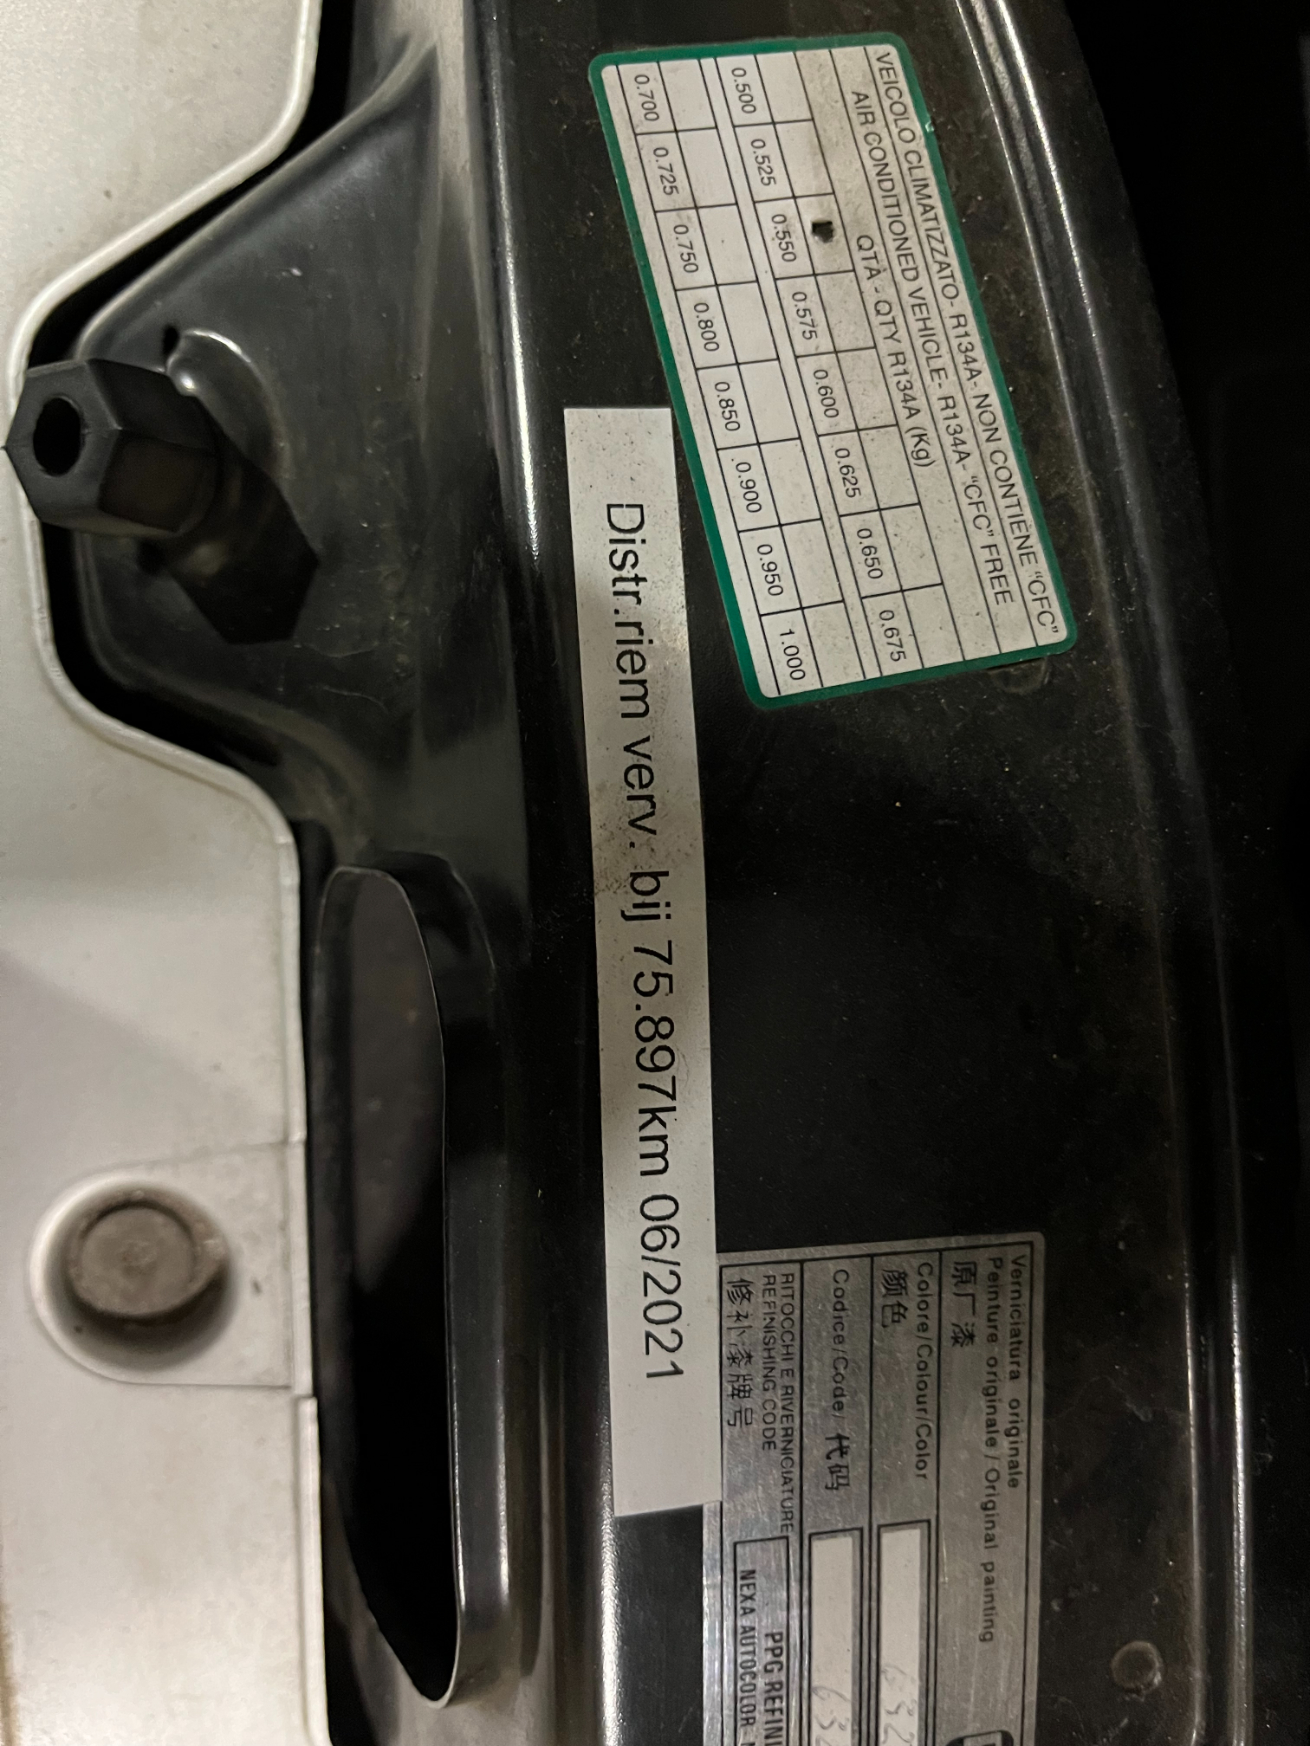 VEICOLO CLIMATIZZATO- R134A- NON CONTIENE "CFC"
AIR CONDITIONED VEHICLE- R134A- "CFC" FREE
QTÀ - QTY R134A (Kg)
0.500 0.525 0.550 0.575 0.600 0.625 0.650 0.675
0.700 0.725 0.750 0.800 0.850 0.900 0.950 1.000
Distr.riem verv. bij 75.897km 06/2021
Verniciatura originale
Peinture originale/Original painting
原厂漆
Colore/Colour/Color
颜色
Codice/Code/代码
RITOCCHI E RIVERNICIATURE
REFINISHING CODE
修补漆牌号
PPG
NEXA AUTOCOLOR